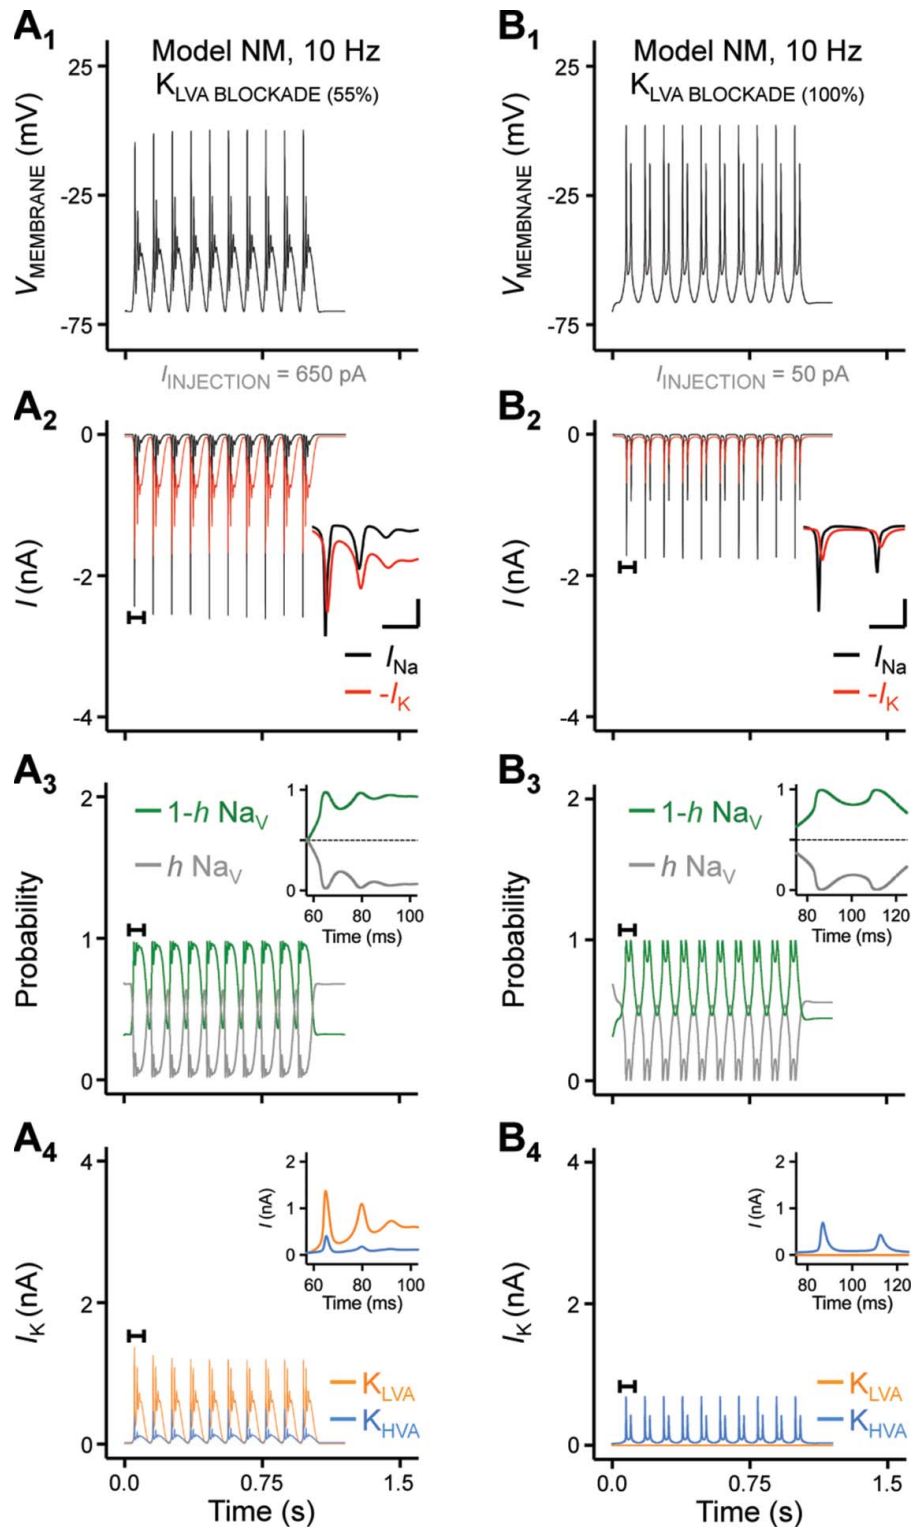 A1
Model NM, 10 Hz
KLVA BLOCKADE (55%)
VMEMBRANE (mV)
25
-25
-75
IINJECTION = 650 pA
B1
Model NM, 10 Hz
KLVA BLOCKADE (100%)
VMEMBNANE (mV)
25
-25
-75
IINJECTION = 50 pA
A2
I (nA)
0
-2
-4
INa
-IK
B2
I (nA)
0
-2
-4
INa
-IK
A3
Probability
2
1
0
1-h NaV
h NaV
1
0
60 80 100
Time (ms)
B3
Probability
2
1
0
1-h NaV
h NaV
1
0
80 100 120
Time (ms)
A4
IK (nA)
4
2
0
I (nA)
2
1
0
60 80 100
Time (ms)
KLVA
KHVA
0.0 0.75 1.5
Time (s)
B4
IK (nA)
4
2
0
I (nA)
2
1
0
80 100 120
Time (ms)
KLVA
KHVA
0.0 0.75 1.5
Time (s)